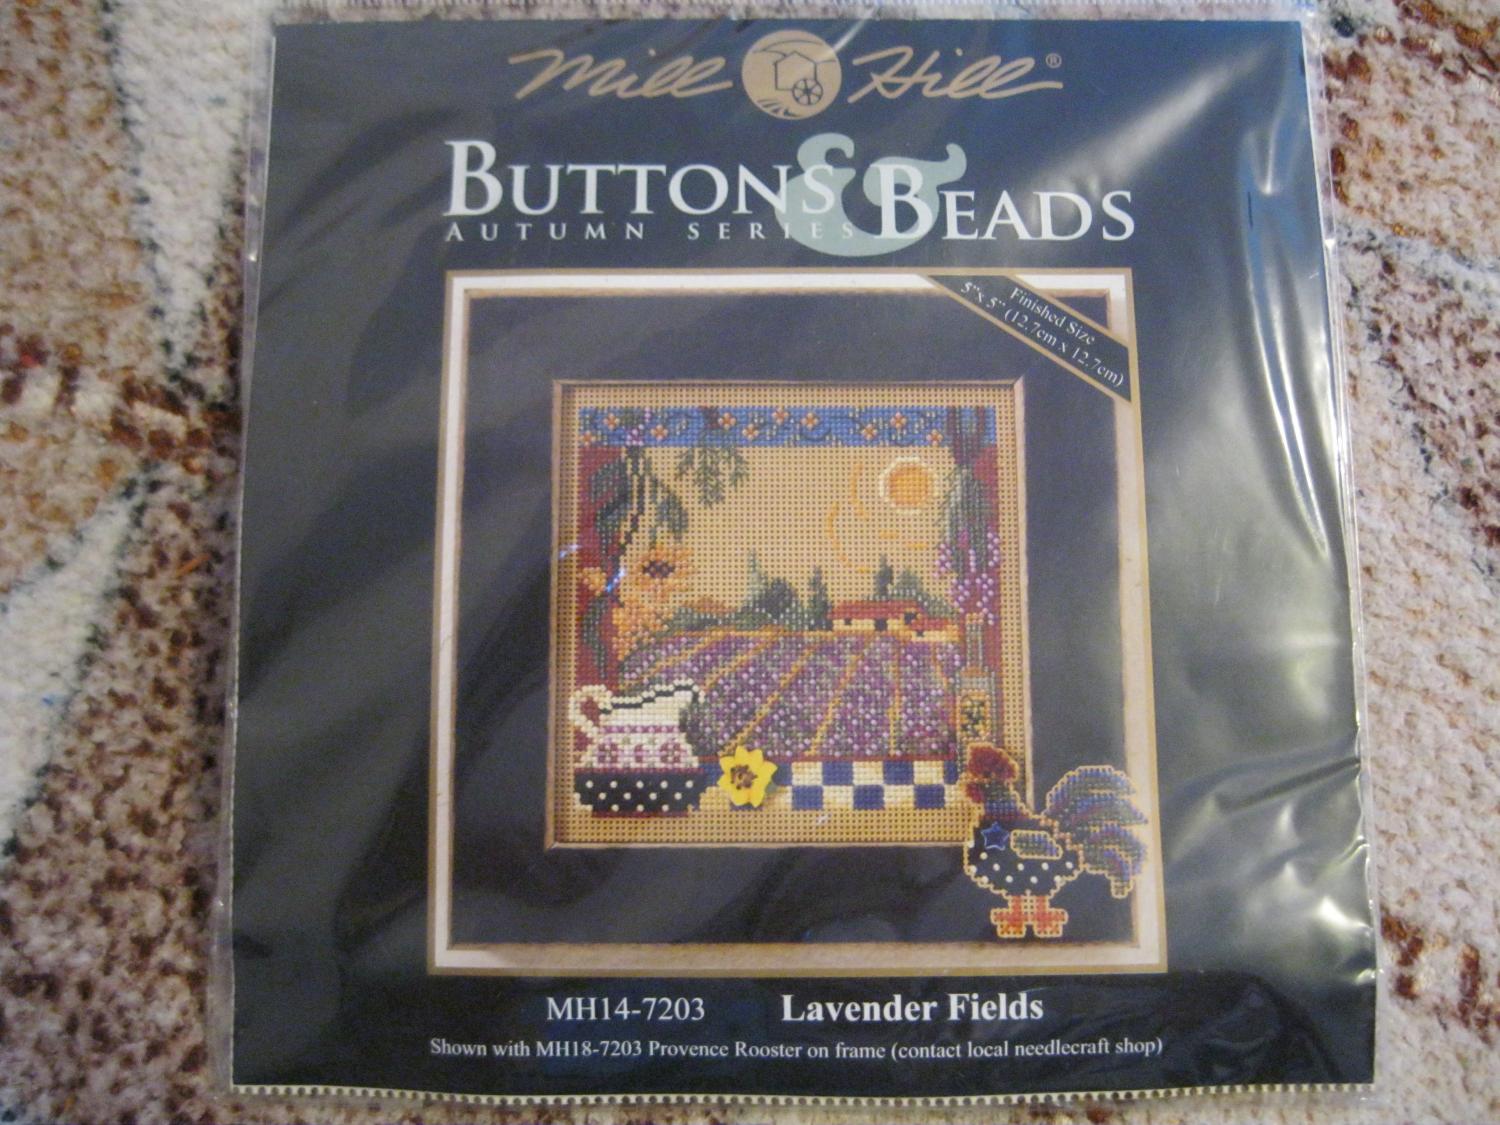 Mill Hill®
BUTTONS & BEADS
AUTUMN SERIES
Finished Size
5" x 5" (12.7cm x 12.7cm)
MH14-7203 Lavender Fields
Shown with MH18-7203 Provence Rooster on frame (contact local needlecraft shop)